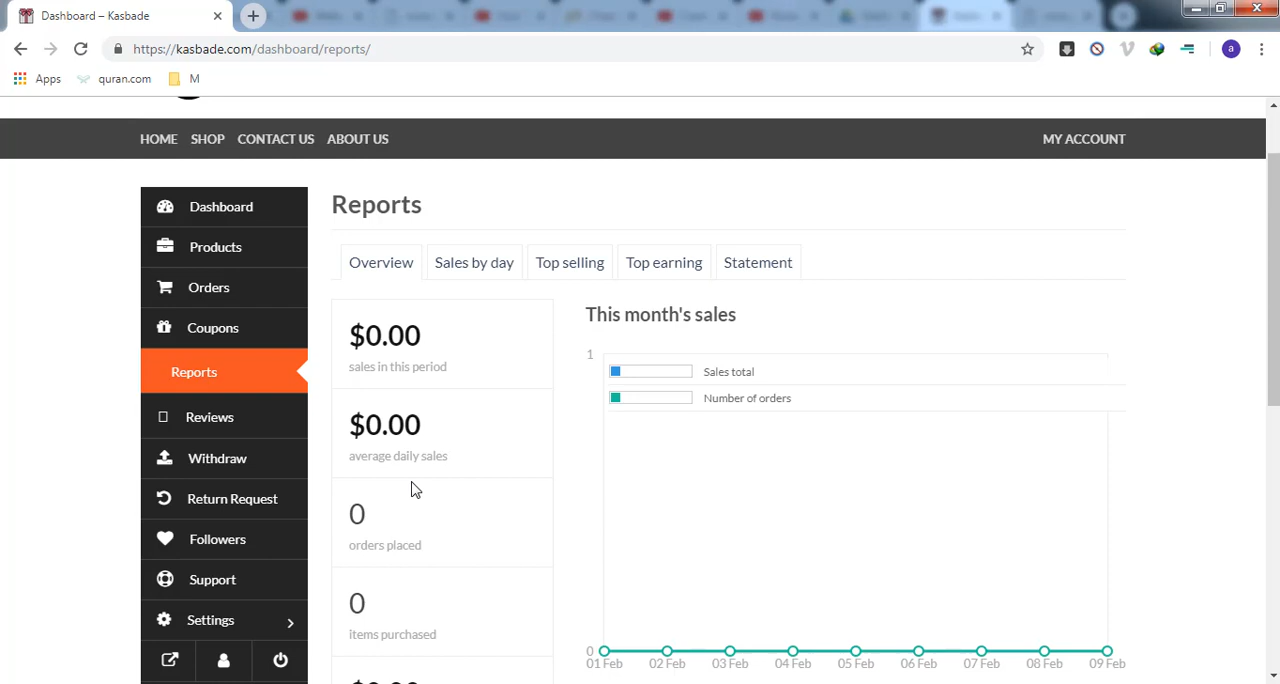 Dashboard – Kasbade
https://kasbade.com/dashboard/reports/
a
Apps
quran.com
M
HOME SHOP CONTACT US ABOUT US
MY ACCOUNT
Dashboard
Products
Orders
Coupons
Reports
Reviews
Withdraw
Return Request
Followers
Support
Settings
Reports
Overview
Sales by day
Top selling
Top earning
Statement
$0.00
sales in this period
$0.00
average daily sales
0
orders placed
0
items purchased
This month's sales
1
Sales total
Number of orders
0
01 Feb 02 Feb 03 Feb 04 Feb 05 Feb 06 Feb 07 Feb 08 Feb 09 Feb